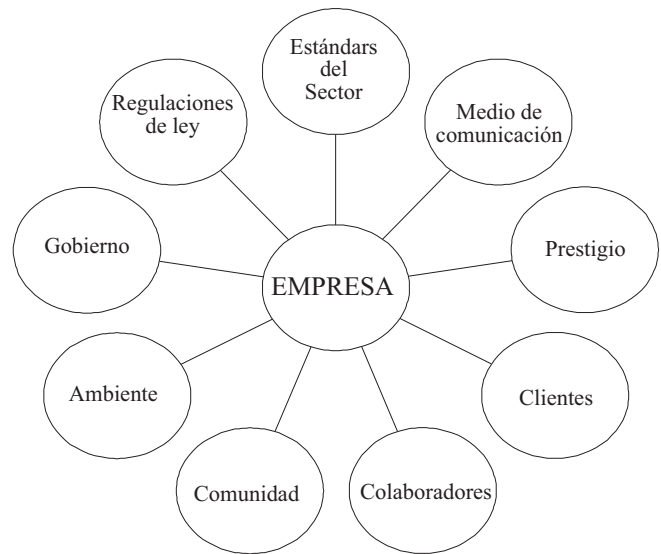 Estándars
del
Sector
Regulaciones
de ley
Medio de
comunicación
Gobierno
Prestigio
EMPRESA
Ambiente
Clientes
Comunidad
Colaboradores